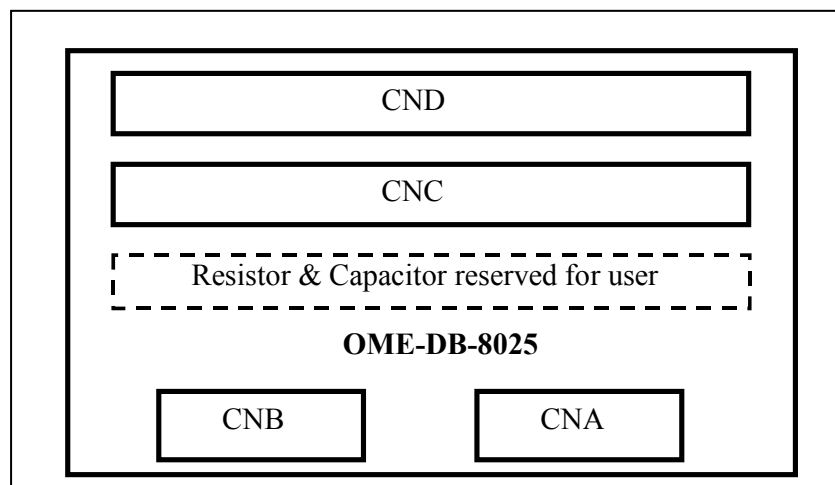 CND
CNC
Resistor & Capacitor reserved for user
OME-DB-8025
CNB CNA